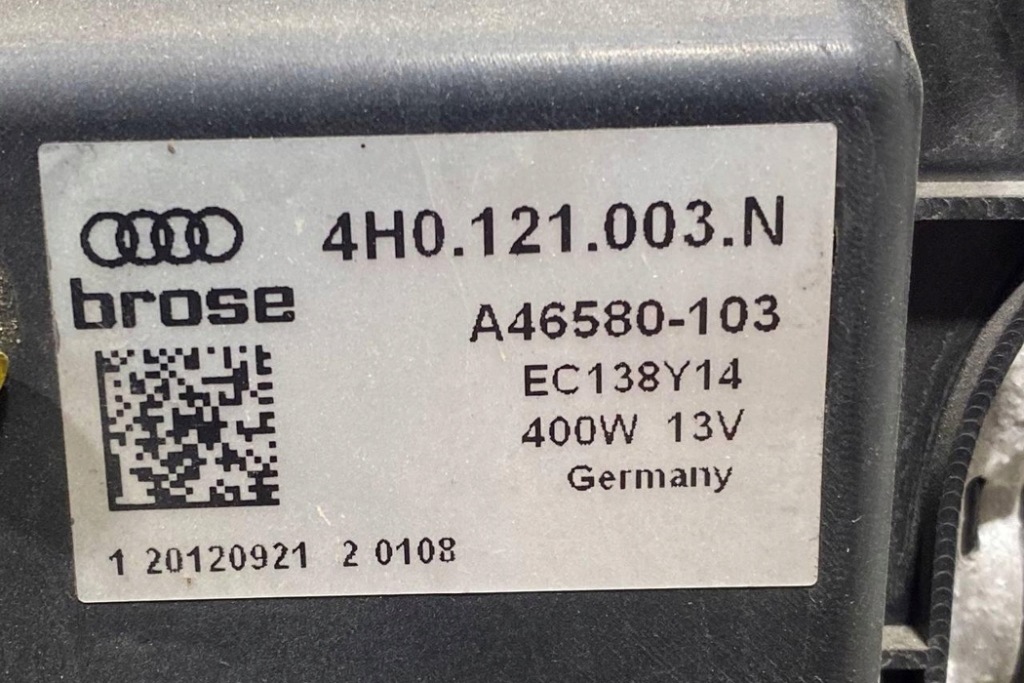 4H0.121.003.N
brose
A46580-103
EC138Y14
400W 13V
Germany
1 20120921 2 0108